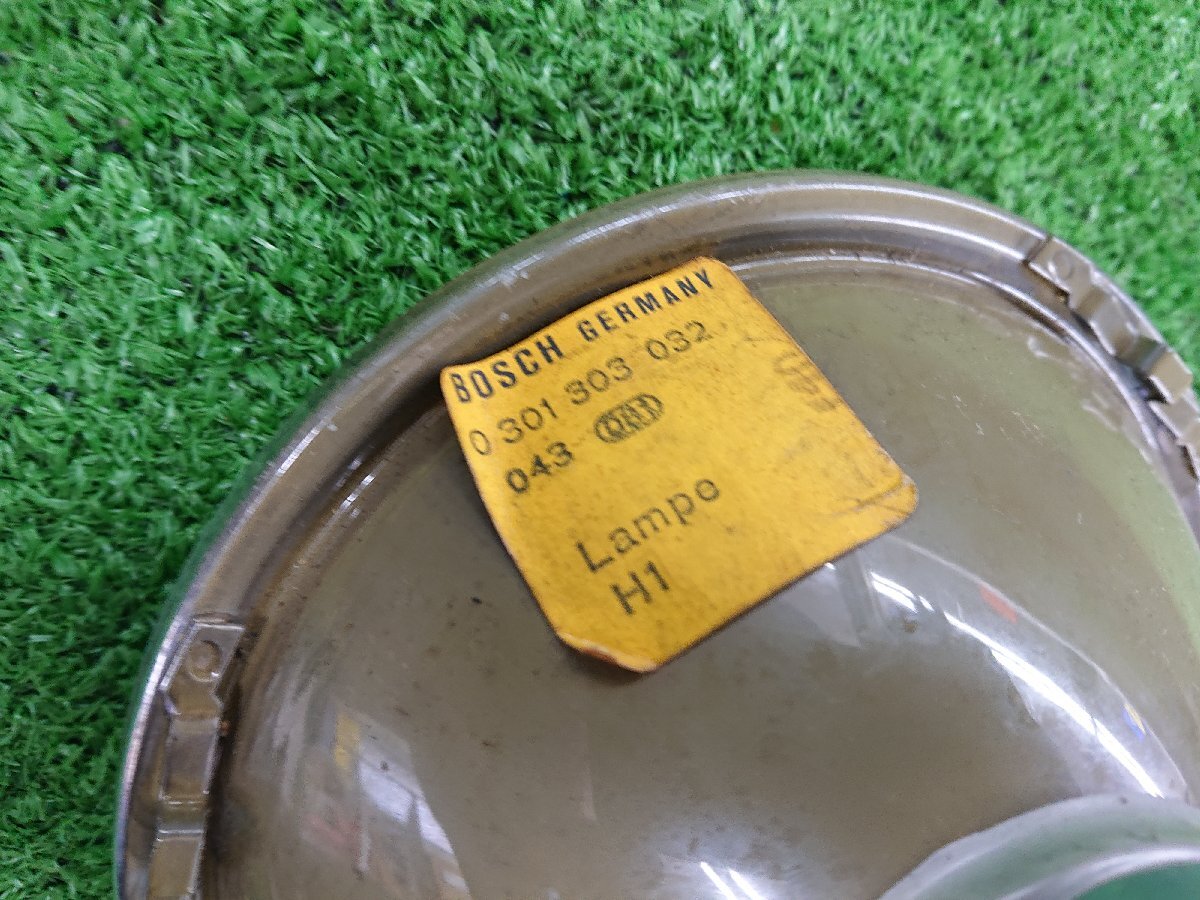 BOSCH GERMANY
0 301 303 032
043
Lampe
H1